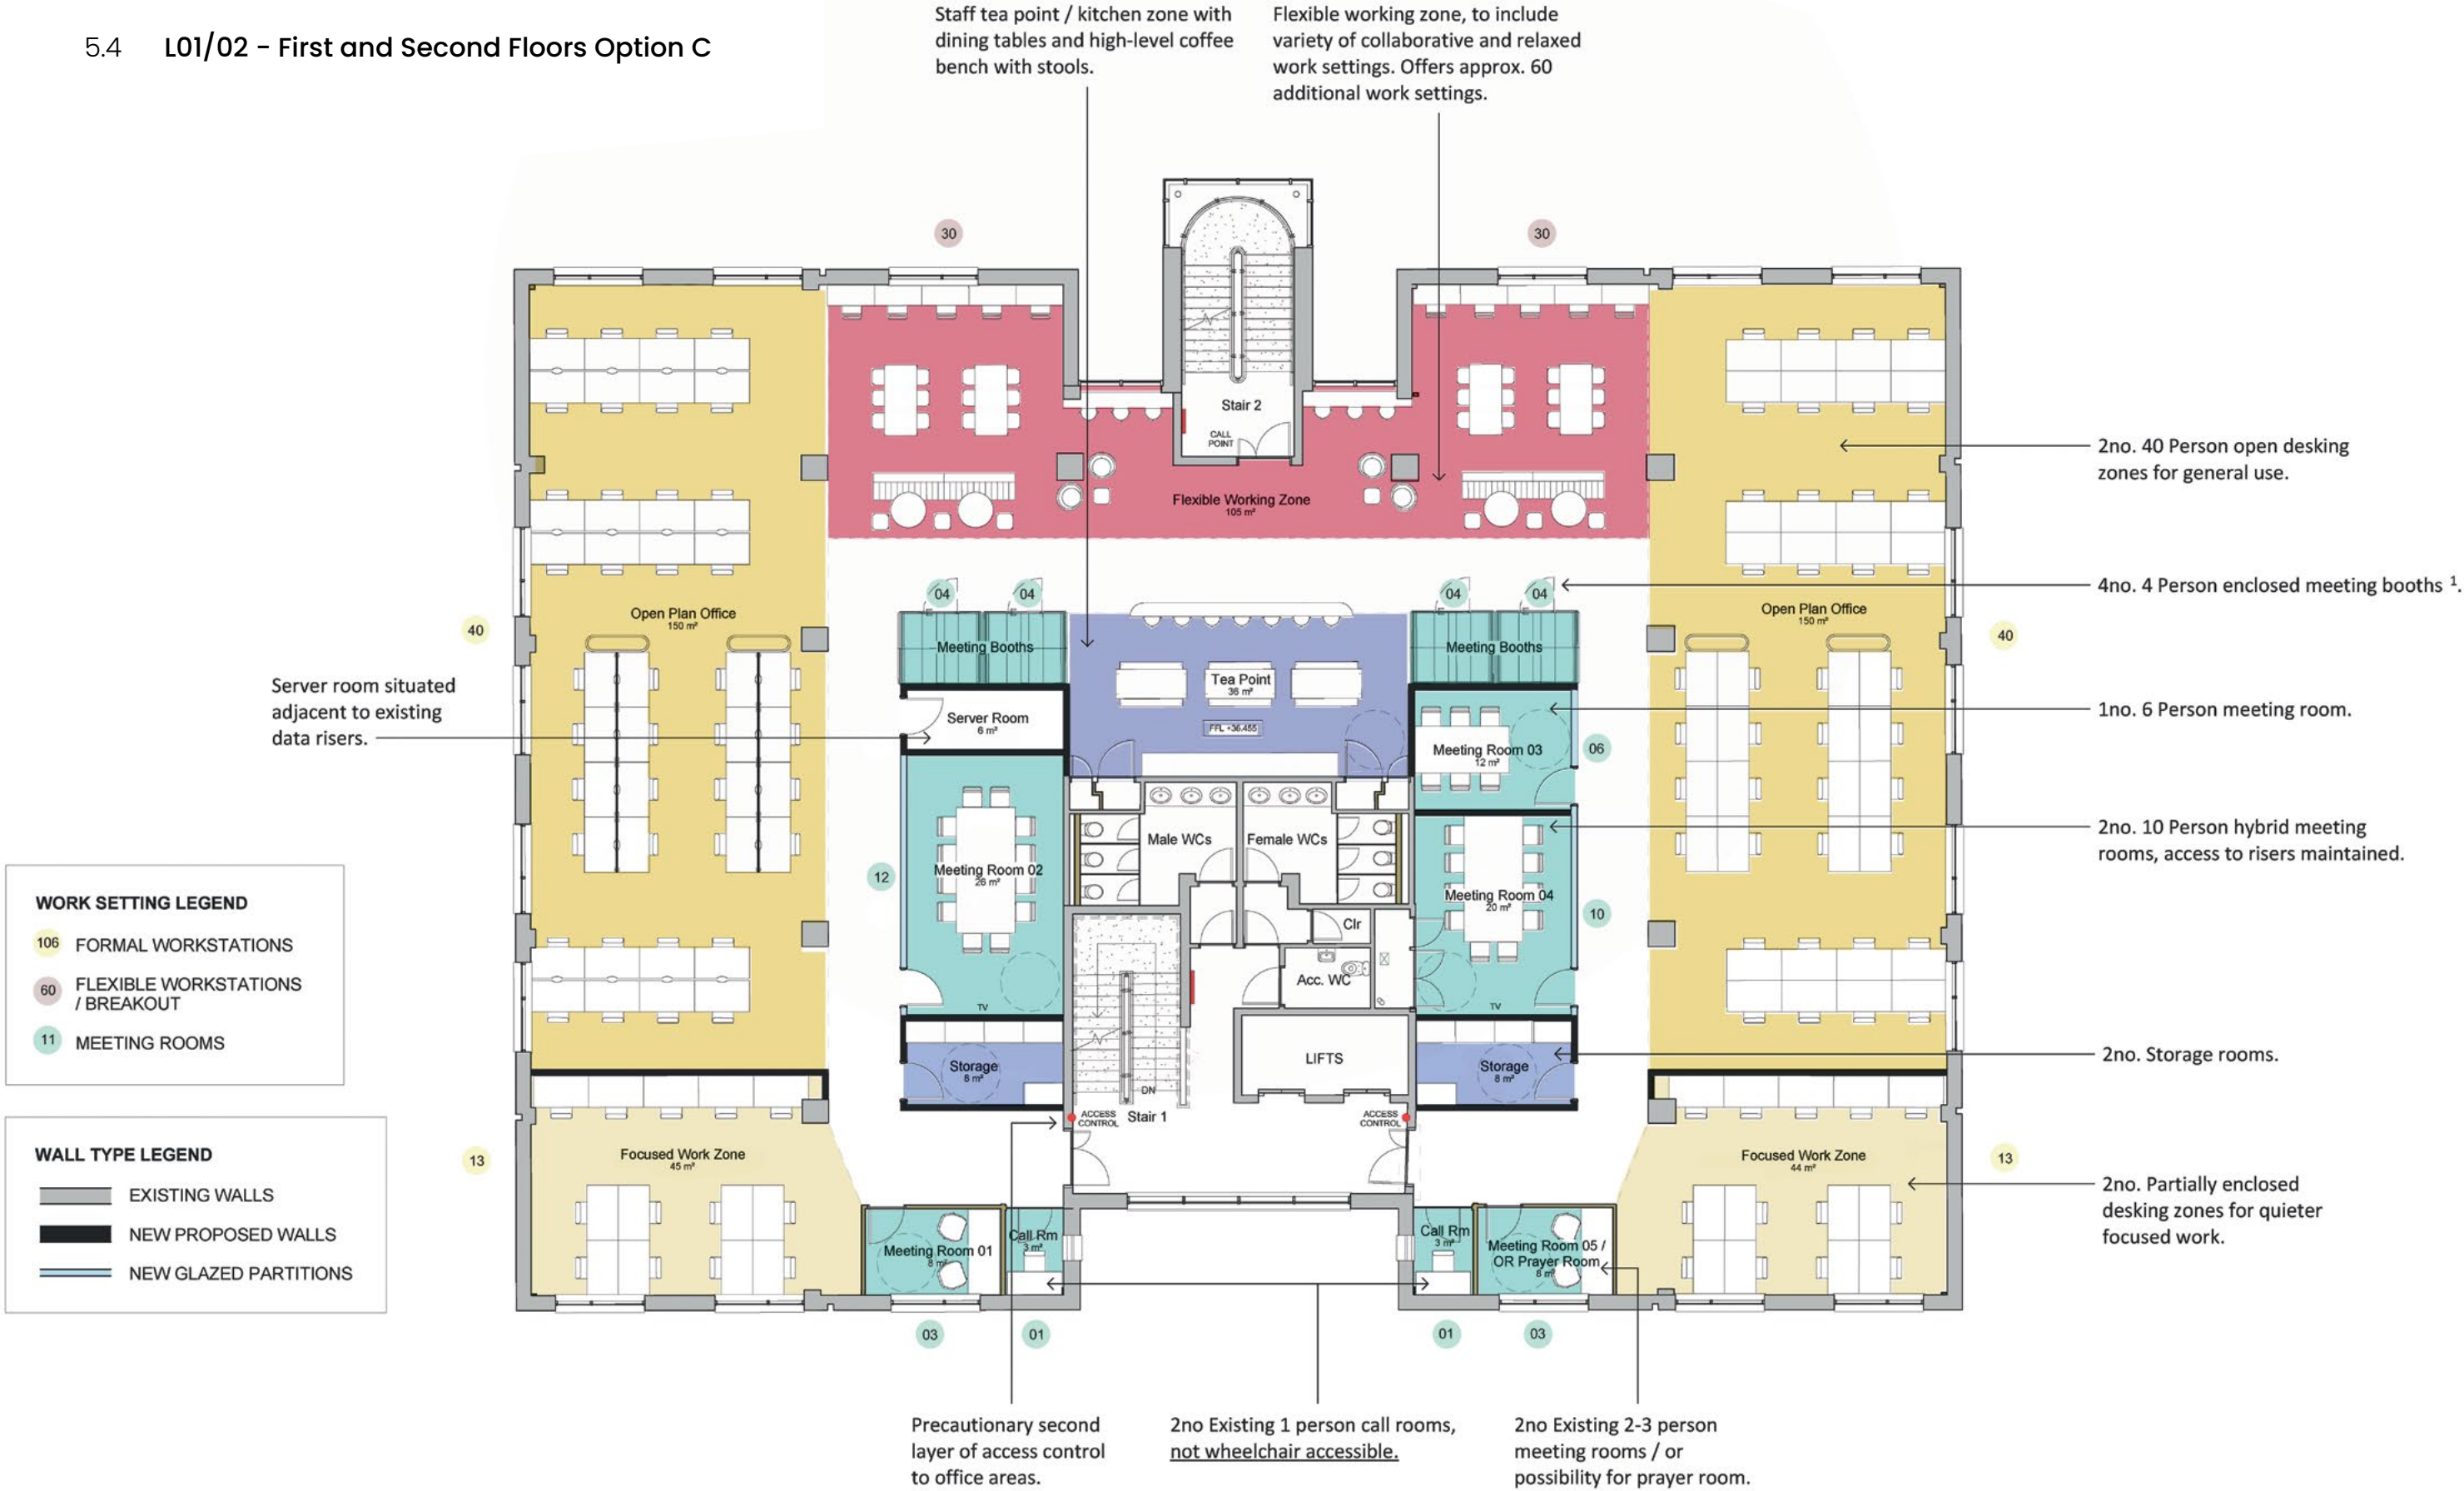 5.4 L01/02 - First and Second Floors Option C
Staff tea point / kitchen zone with
dining tables and high-level coffee
bench with stools.
Flexible working zone, to include
variety of collaborative and relaxed
work settings. Offers approx. 60
additional work settings.
30
30
Stair 2
CALL
POINT
Flexible Working Zone
105 m²
2no. 40 Person open desking
zones for general use.
04
04
04
04
4no. 4 Person enclosed meeting booths 1.
Open Plan Office
150 m²
Open Plan Office
150 m²
40
40
Meeting Booths
Meeting Booths
Tea Point
36 m²
FFL +36.455
Server room situated
adjacent to existing
data risers.
Server Room
6 m²
1no. 6 Person meeting room.
Meeting Room 03
12 m²
06
2no. 10 Person hybrid meeting
rooms, access to risers maintained.
Male WCs
Female WCs
Meeting Room 02
26 m²
12
Meeting Room 04
20 m²
10
Clr
Acc. WC
TV
TV
WORK SETTING LEGEND
106 FORMAL WORKSTATIONS
60 FLEXIBLE WORKSTATIONS
/ BREAKOUT
11 MEETING ROOMS
LIFTS
Storage
8 m²
Storage
8 m²
2no. Storage rooms.
DN
Stair 1
ACCESS
CONTROL
ACCESS
CONTROL
WALL TYPE LEGEND
EXISTING WALLS
NEW PROPOSED WALLS
NEW GLAZED PARTITIONS
13
Focused Work Zone
45 m²
Focused Work Zone
44 m²
13
2no. Partially enclosed
desking zones for quieter
focused work.
Meeting Room 01
8 m²
Call Rm
3 m²
Call Rm
3 m²
Meeting Room 05 /
OR Prayer Room
8 m²
03
01
01
03
Precautionary second
layer of access control
to office areas.
2no Existing 1 person call rooms,
not wheelchair accessible.
2no Existing 2-3 person
meeting rooms / or
possibility for prayer room.